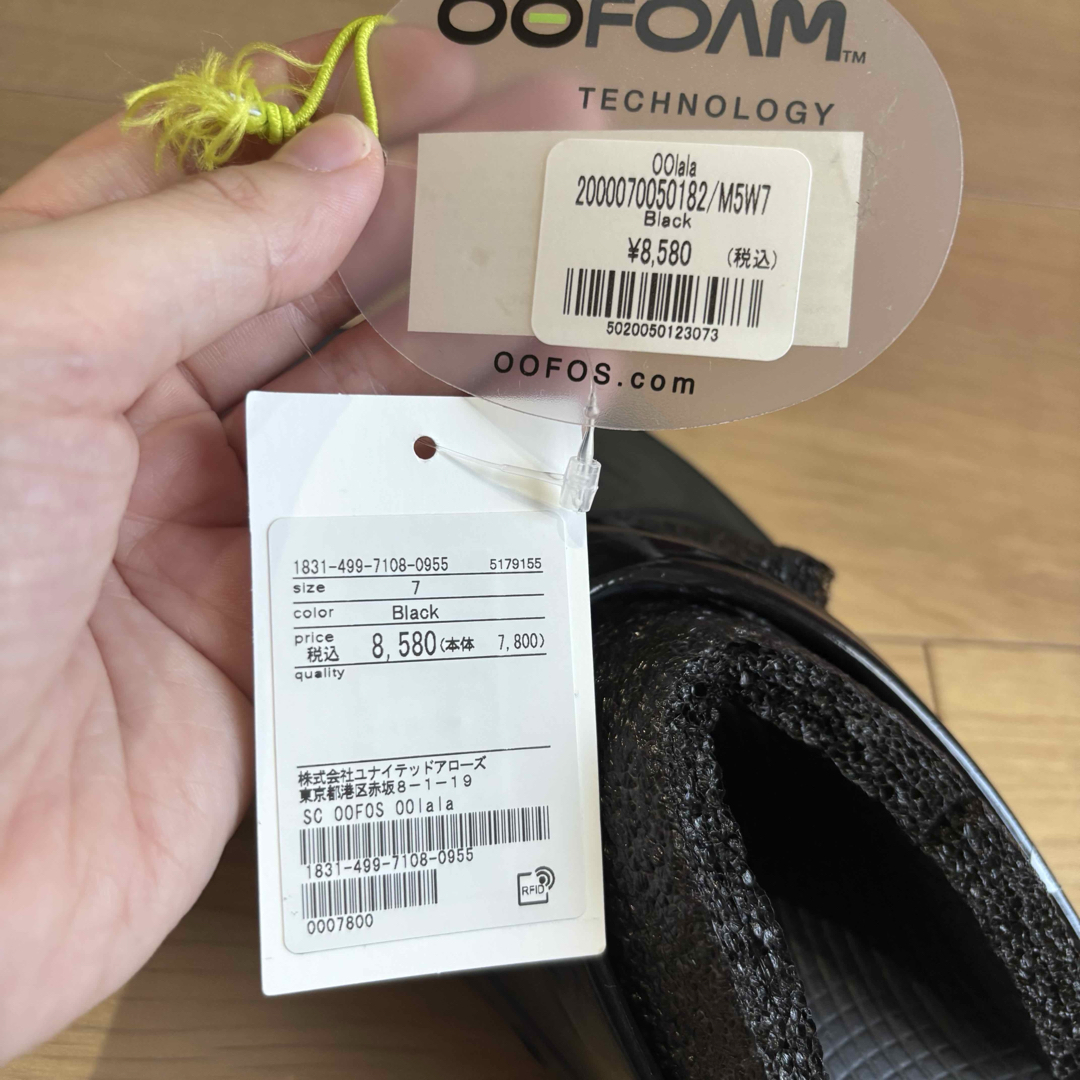 OOFOAM™
TECHNOLOGY
OOlala
2000070050182/M5W7
Black
¥8,580 (税込)
5020050123073
OOFOS.com
1831-499-7108-0955 5179155
size 7
color Black
price
税込 8,580(本体 7,800)
quality
株式会社ユナイテッドアローズ
東京都港区赤坂8-1-19
SC OOFOS OOlala
1831-499-7108-0955
RFID
0007800